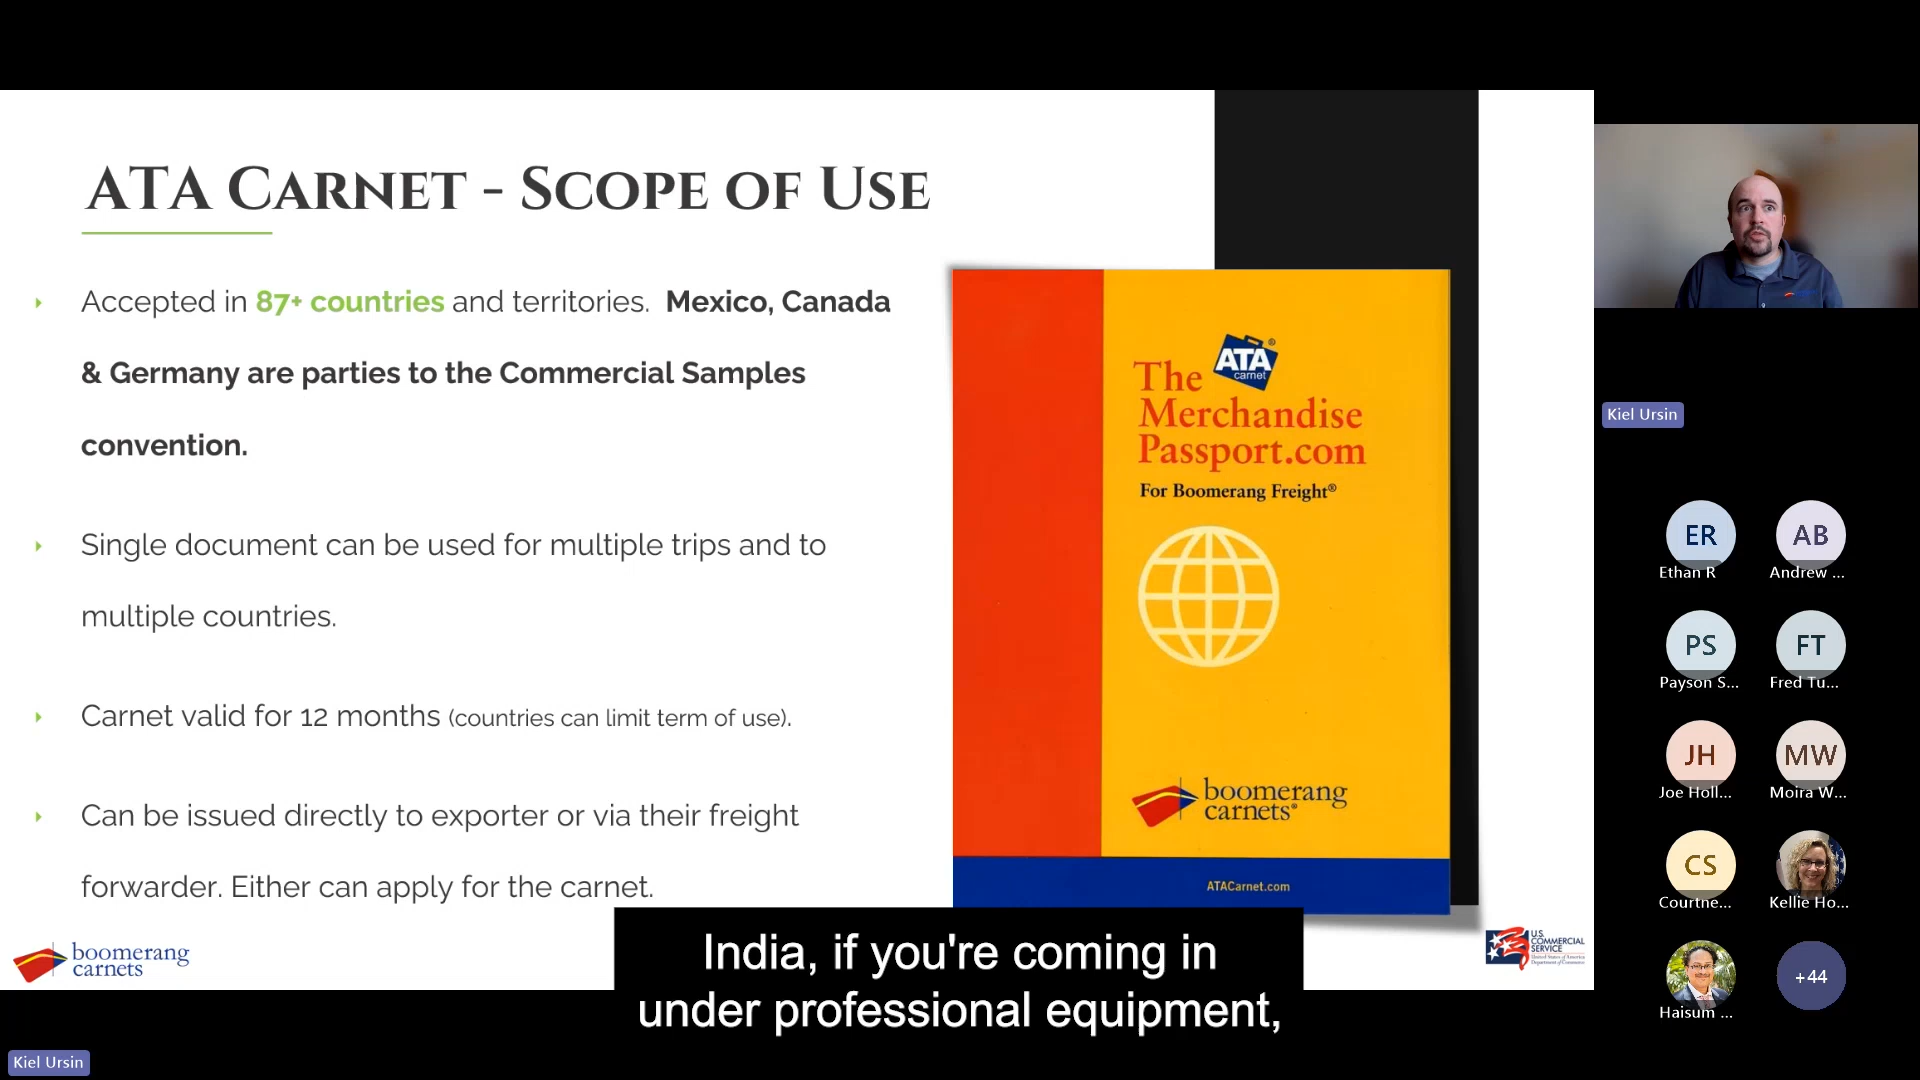 ATA Carnet - Scope of Use
Accepted in 87+ countries and territories. Mexico, Canada
& Germany are parties to the Commercial Samples
convention.
Single document can be used for multiple trips and to
multiple countries.
Carnet valid for 12 months (countries can limit term of use).
Can be issued directly to exporter or via their freight
forwarder. Either can apply for the carnet.
boomerang
carnets
ATA®
carnet
The
Merchandise
Passport.com
For Boomerang Freight®
boomerang
carnets®
ATACarnet.com
U.S.
COMMERCIAL
SERVICE
United States of America
Department of Commerce
India, if you're coming in
under professional equipment,
Kiel Ursin
Kiel Ursin
ER
Ethan R
AB
Andrew ...
PS
Payson S...
FT
Fred Tu...
JH
Joe Holl...
MW
Moira W...
CS
Courtne...
Kellie Ho...
Haisum ...
+44